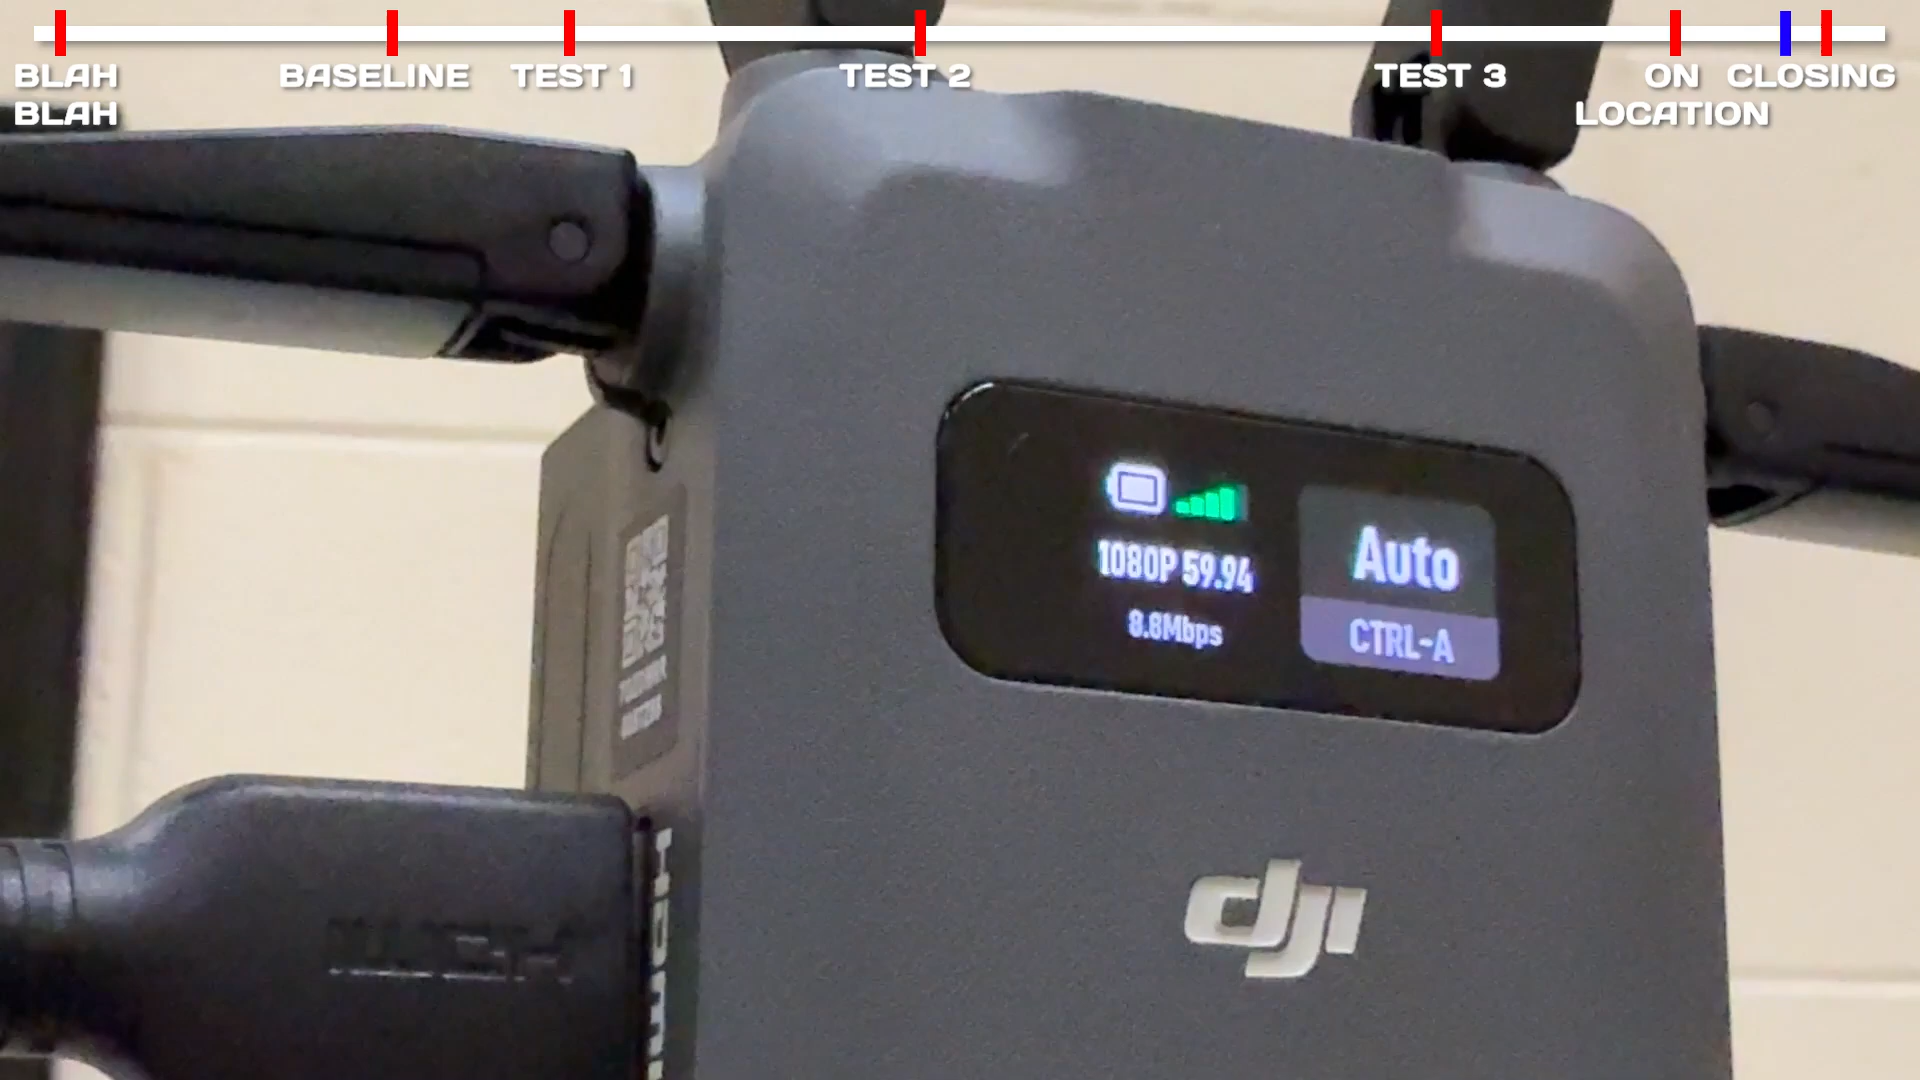 BLAH
BLAH
BASELINE
TEST 1
TEST 2
TEST 3
ON
LOCATION
CLOSING
1080P 59.94
8.8Mbps
Auto
CTRL-A
dji